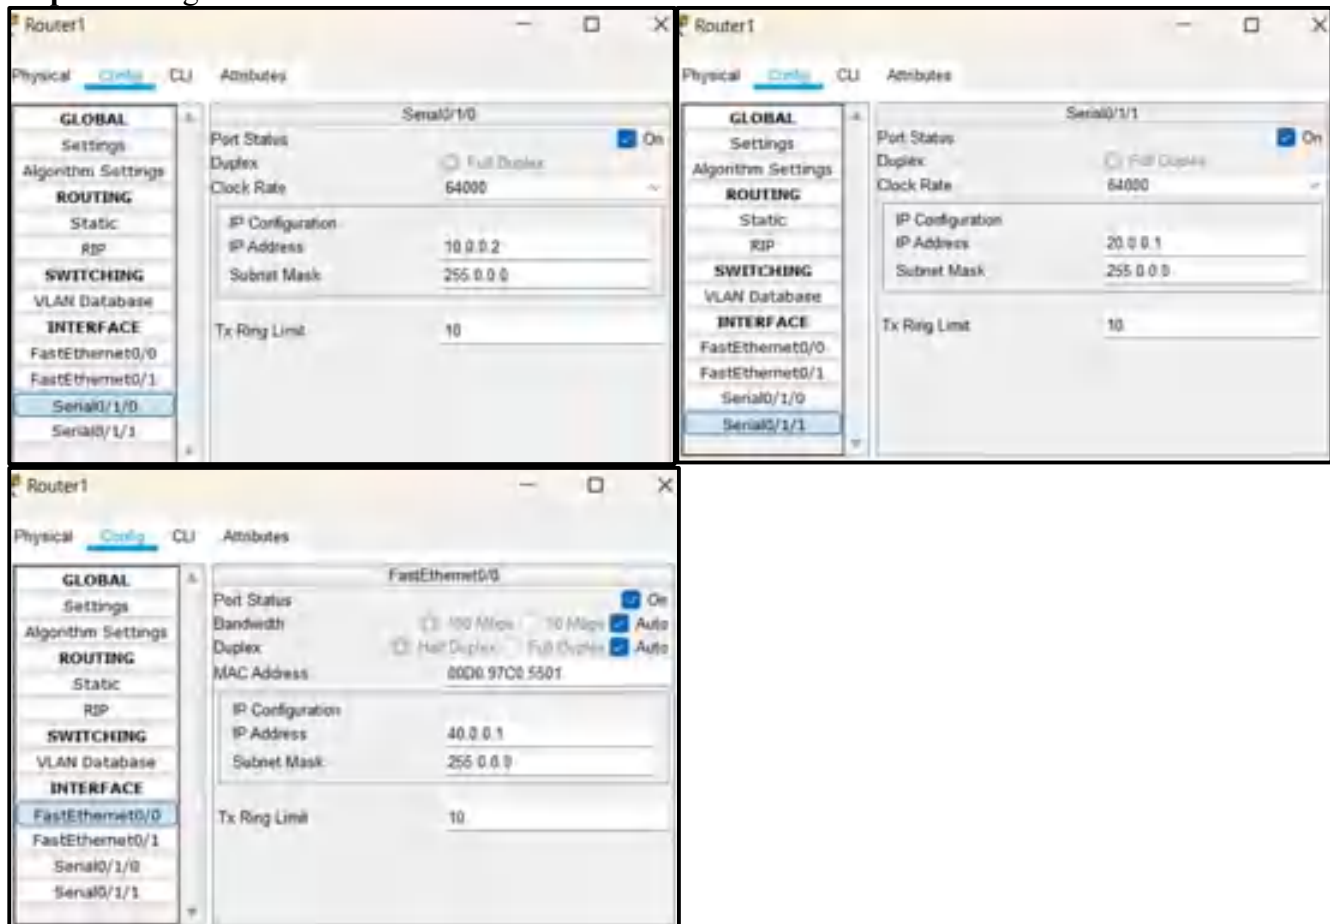 Router1
Physical Config CLI Attributes
GLOBAL
Settings
Algorithm Settings
ROUTING
Static
RIP
SWITCHING
VLAN Database
INTERFACE
FastEthernet0/0
FastEthernet0/1
Serial0/1/0
Serial0/1/1
Serial0/1/0
Port Status On
Duplex Full Duplex
Clock Rate 64000
IP Configuration
IP Address 10.0.0.2
Subnet Mask 255.0.0.0
Tx Ring Limit 10
Router1
Physical Config CLI Attributes
GLOBAL
Settings
Algorithm Settings
ROUTING
Static
RIP
SWITCHING
VLAN Database
INTERFACE
FastEthernet0/0
FastEthernet0/1
Serial0/1/0
Serial0/1/1
Serial0/1/1
Port Status On
Duplex Full Duplex
Clock Rate 64000
IP Configuration
IP Address 20.0.0.1
Subnet Mask 255.0.0.0
Tx Ring Limit 10
Router1
Physical Config CLI Attributes
GLOBAL
Settings
Algorithm Settings
ROUTING
Static
RIP
SWITCHING
VLAN Database
INTERFACE
FastEthernet0/0
FastEthernet0/1
Serial0/1/0
Serial0/1/1
FastEthernet0/0
Port Status On
Bandwidth 100 Mbps 10 Mbps Auto
Duplex Half Duplex Full Duplex Auto
MAC Address 00D0.97C0.5501
IP Configuration
IP Address 40.0.0.1
Subnet Mask 255.0.0.0
Tx Ring Limit 10